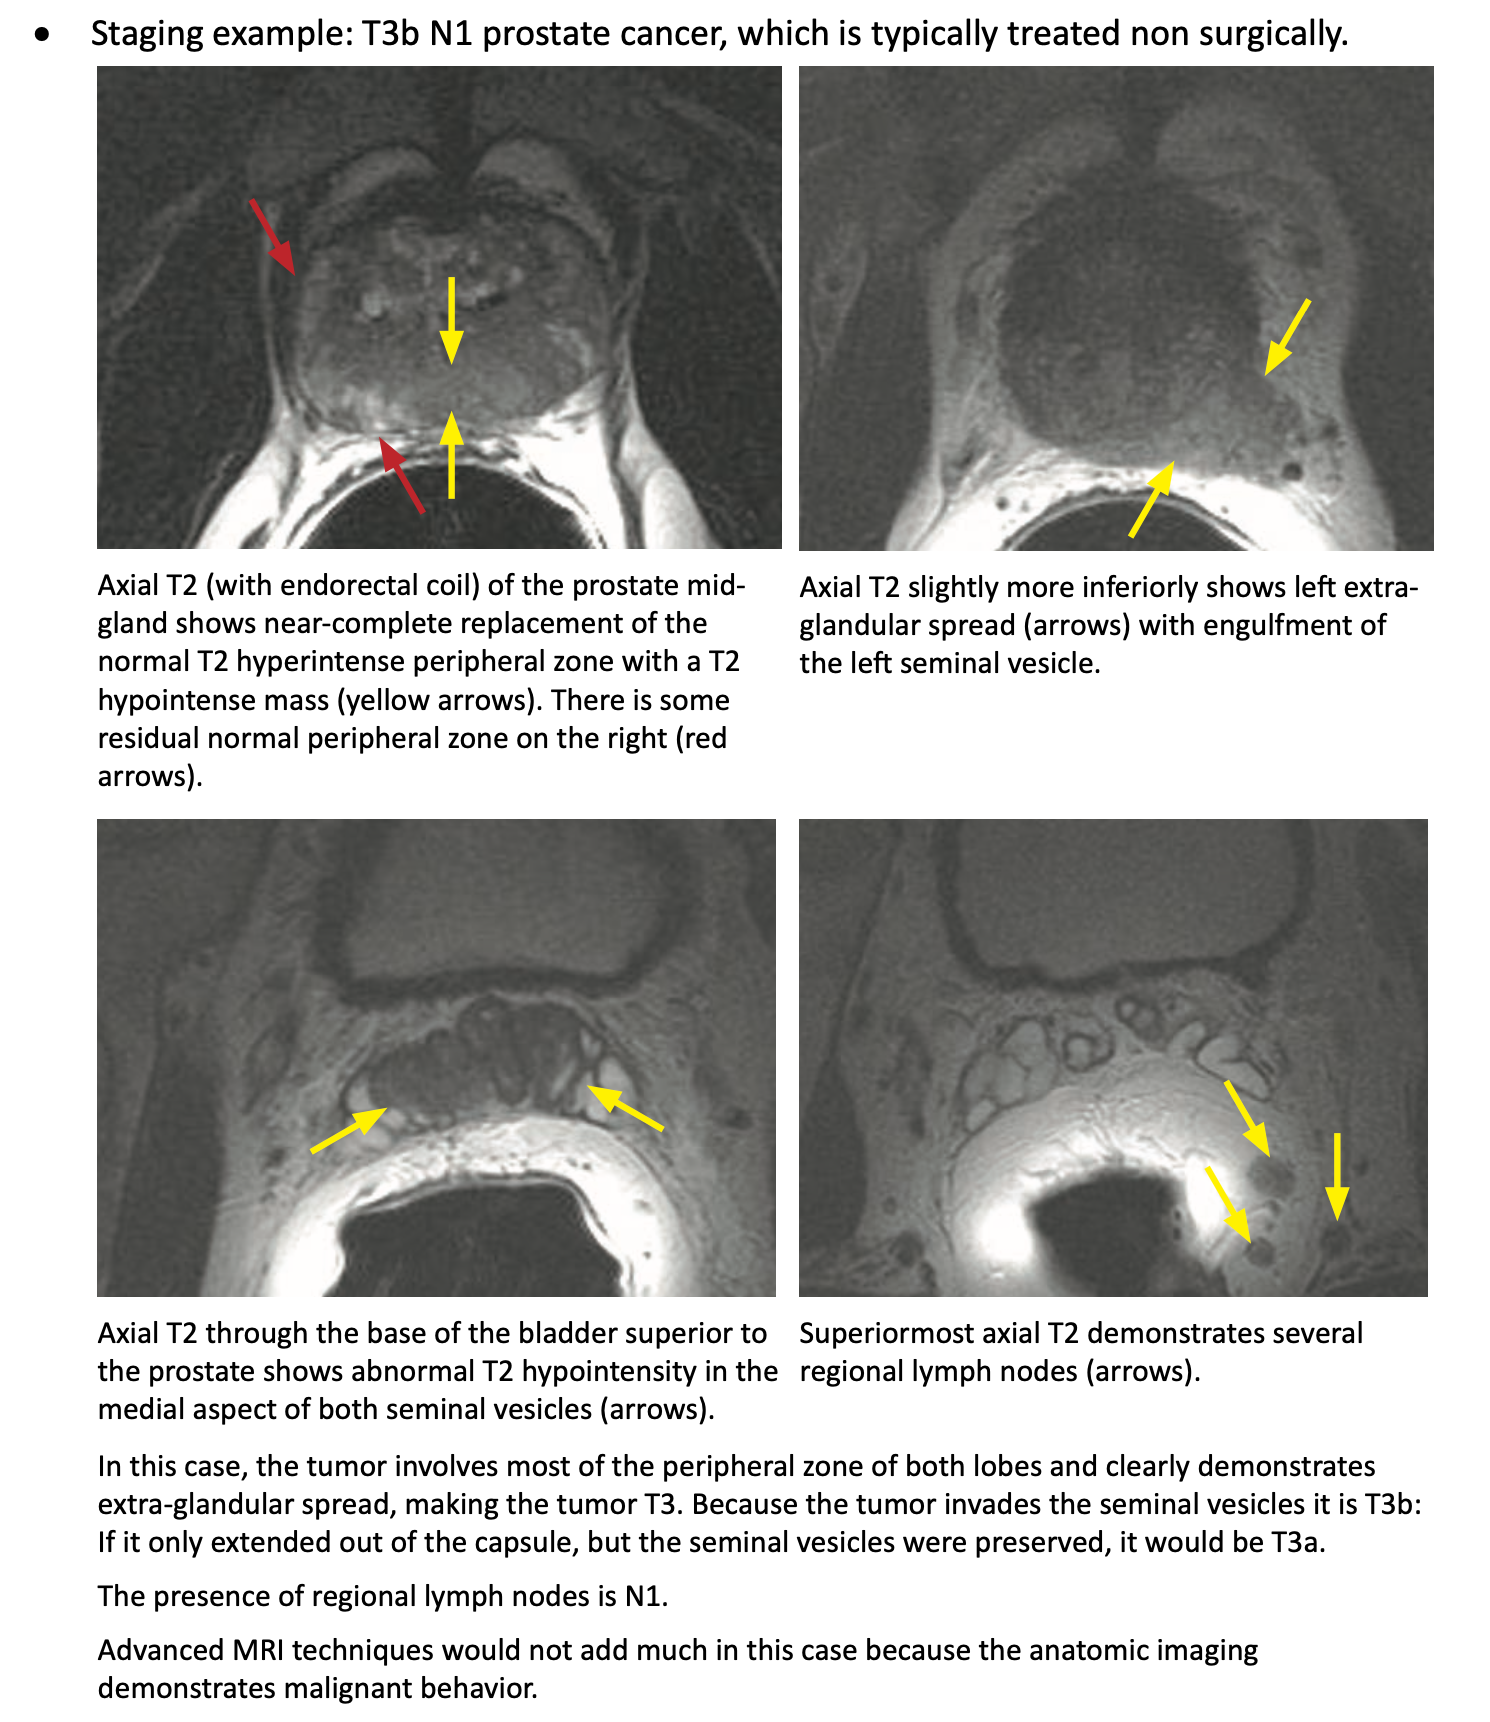 • Staging example: T3b N1 prostate cancer, which is typically treated non surgically.
Axial T2 (with endorectal coil) of the prostate mid-
gland shows near-complete replacement of the
normal T2 hyperintense peripheral zone with a T2
hypointense mass (yellow arrows). There is some
residual normal peripheral zone on the right (red
arrows).
Axial T2 slightly more inferiorly shows left extra-
glandular spread (arrows) with engulfment of
the left seminal vesicle.
Axial T2 through the base of the bladder superior to
the prostate shows abnormal T2 hypointensity in the
medial aspect of both seminal vesicles (arrows).
Superiormost axial T2 demonstrates several
regional lymph nodes (arrows).
In this case, the tumor involves most of the peripheral zone of both lobes and clearly demonstrates
extra-glandular spread, making the tumor T3. Because the tumor invades the seminal vesicles it is T3b:
If it only extended out of the capsule, but the seminal vesicles were preserved, it would be T3a.
The presence of regional lymph nodes is N1.
Advanced MRI techniques would not add much in this case because the anatomic imaging
demonstrates malignant behavior.